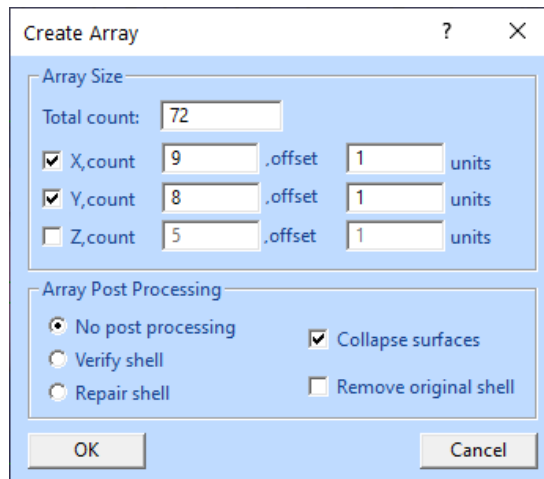 Create Array ?
Array Size
Total count: 72
X,count 9 ,offset 1 units
Y,count 8 ,offset 1 units
Z,count 5 ,offset 1 units
Array Post Processing
No post processing
Collapse surfaces
Verify shell
Remove original shell
Repair shell
OK Cancel